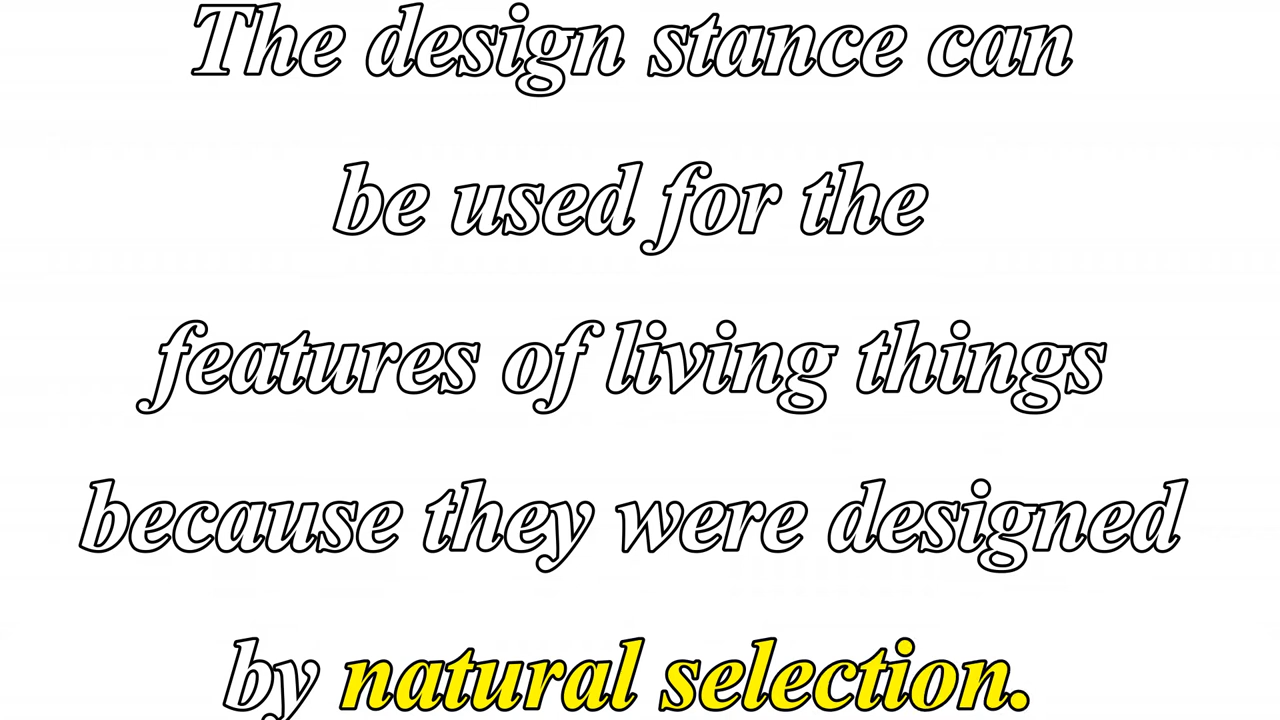 The design stance can
be used for the
features of living things
because they were designed
by natural selection.